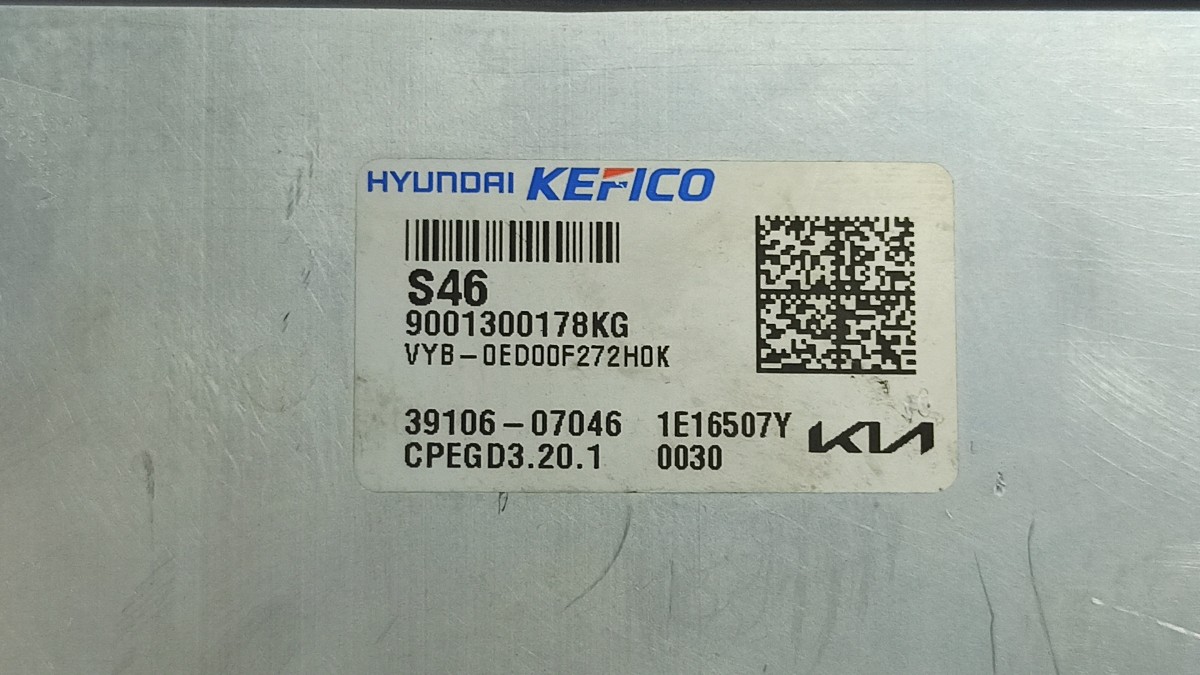 HYUNDAI KEFICO
S46
9001300178KG
VYB-0ED00F272H0K
39106-07046 1E16507Y
CPEGD3.20.1 0030
KIA